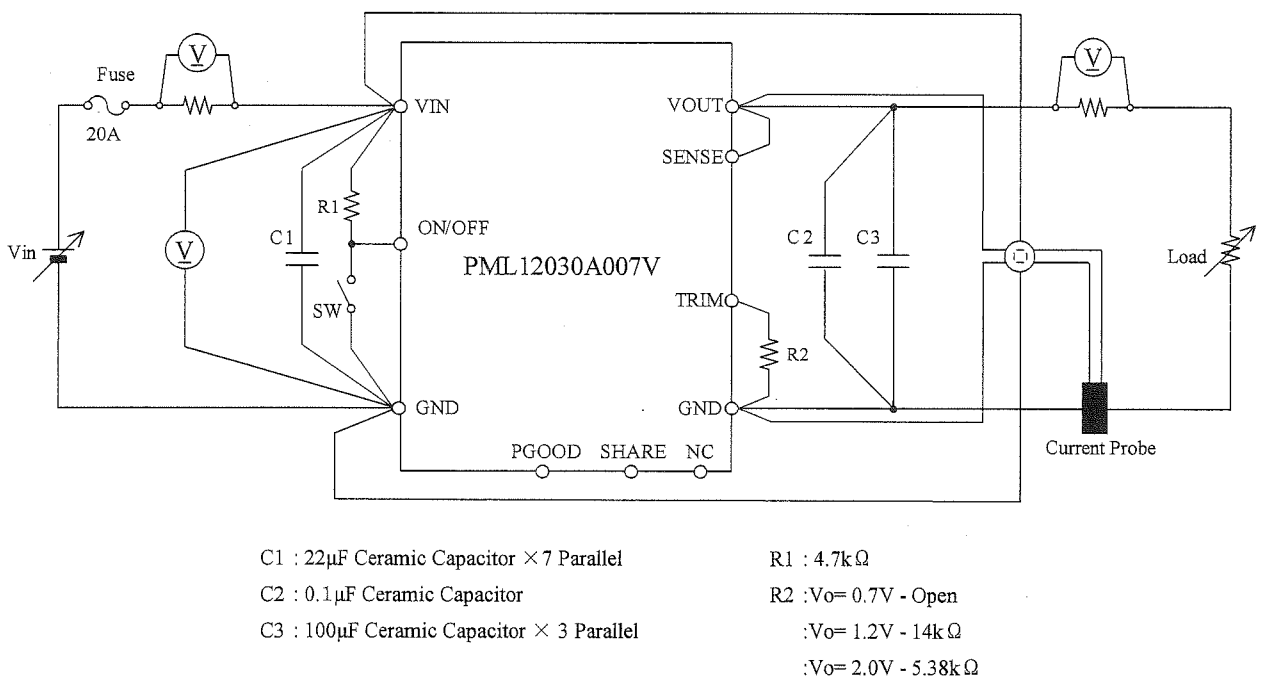 V
V
Fuse
20A
VIN
VOUT
SENSE
R1
ON/OFF
C1
C2
C3
Vin
V
PML12030A007V
Load
TRIM
SW
R2
GND
GND
PGOOD
SHARE
NC
Current Probe
C1 : 22μF Ceramic Capacitor ×7 Parallel
C2 : 0.1μF Ceramic Capacitor
C3 : 100μF Ceramic Capacitor × 3 Parallel
R1 : 4.7kΩ
R2 :Vo= 0.7V - Open
:Vo= 1.2V - 14kΩ
:Vo= 2.0V - 5.38kΩ